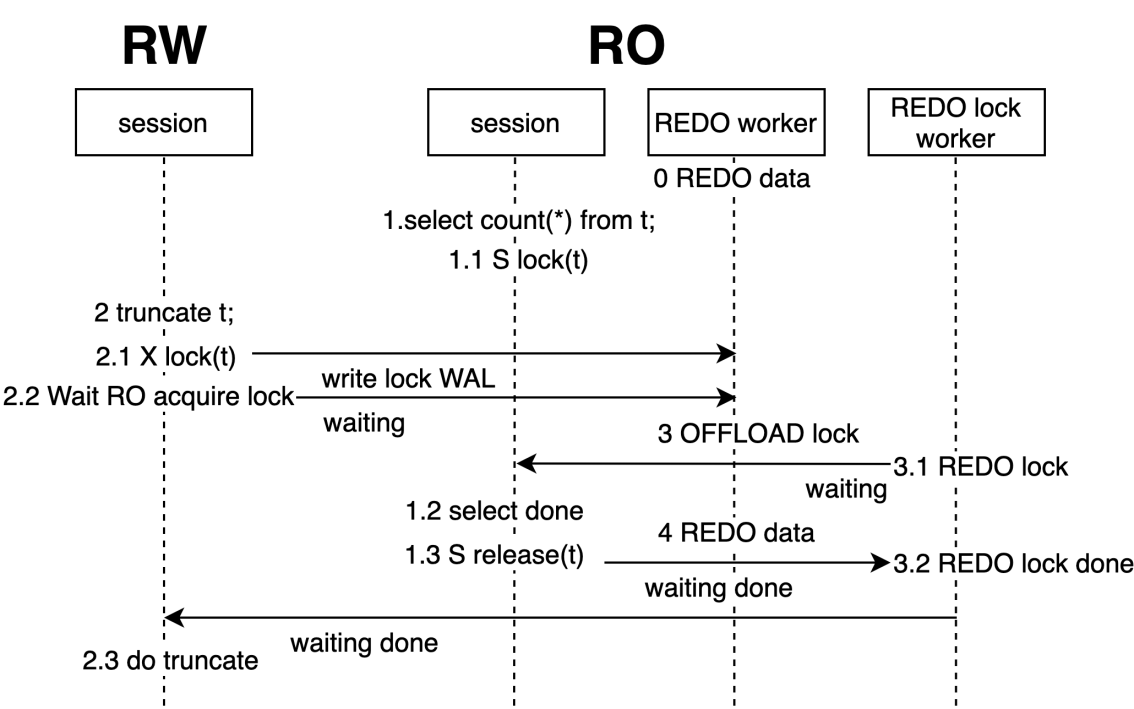 RW
RO
session
session
REDO worker
REDO lock
worker
0 REDO data
1.select count(*) from t;
1.1 S lock(t)
2 truncate t;
2.1 X lock(t)
write lock WAL
2.2 Wait RO acquire lock
waiting
3 OFFLOAD lock
3.1 REDO lock
waiting
1.2 select done
4 REDO data
1.3 S release(t)
3.2 REDO lock done
waiting done
waiting done
2.3 do truncate